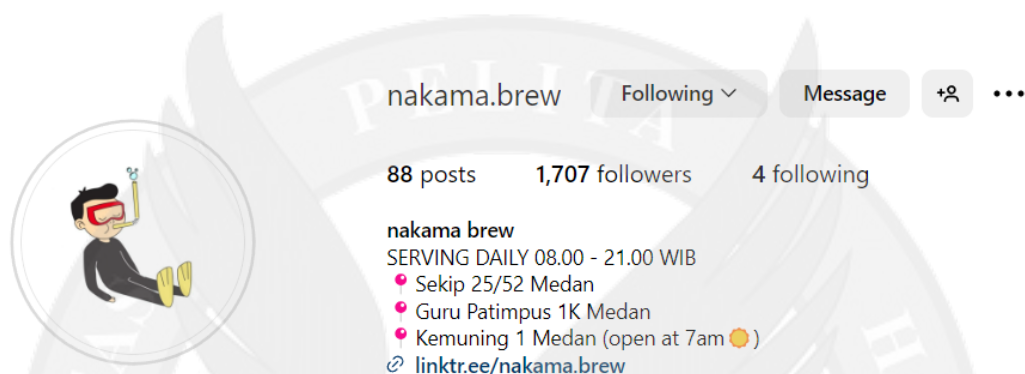 nakama.brew Following Message
88 posts 1,707 followers 4 following
nakama brew
SERVING DAILY 08.00 - 21.00 WIB
Sekip 25/52 Medan
Guru Patimpus 1K Medan
Kemuning 1 Medan (open at 7am🌞)
linktr.ee/nakama.brew
PELITA
H